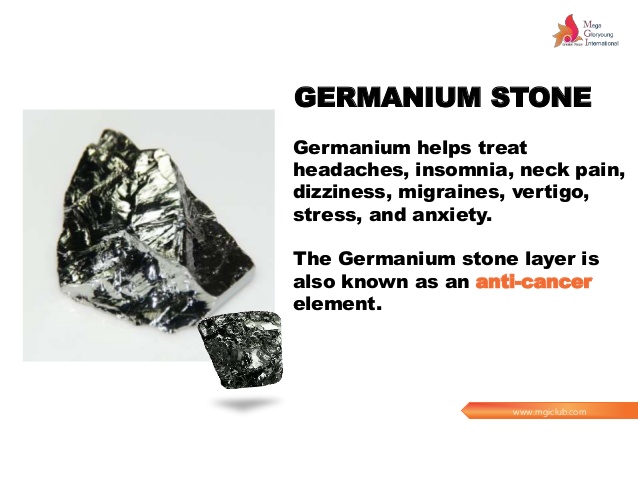 Mega
Gloryoung
International
GERMANIUM STONE
Germanium helps treat
headaches, insomnia, neck pain,
dizziness, migraines, vertigo,
stress, and anxiety.
The Germanium stone layer is
also known as an anti-cancer
element.
www.mgiclub.com